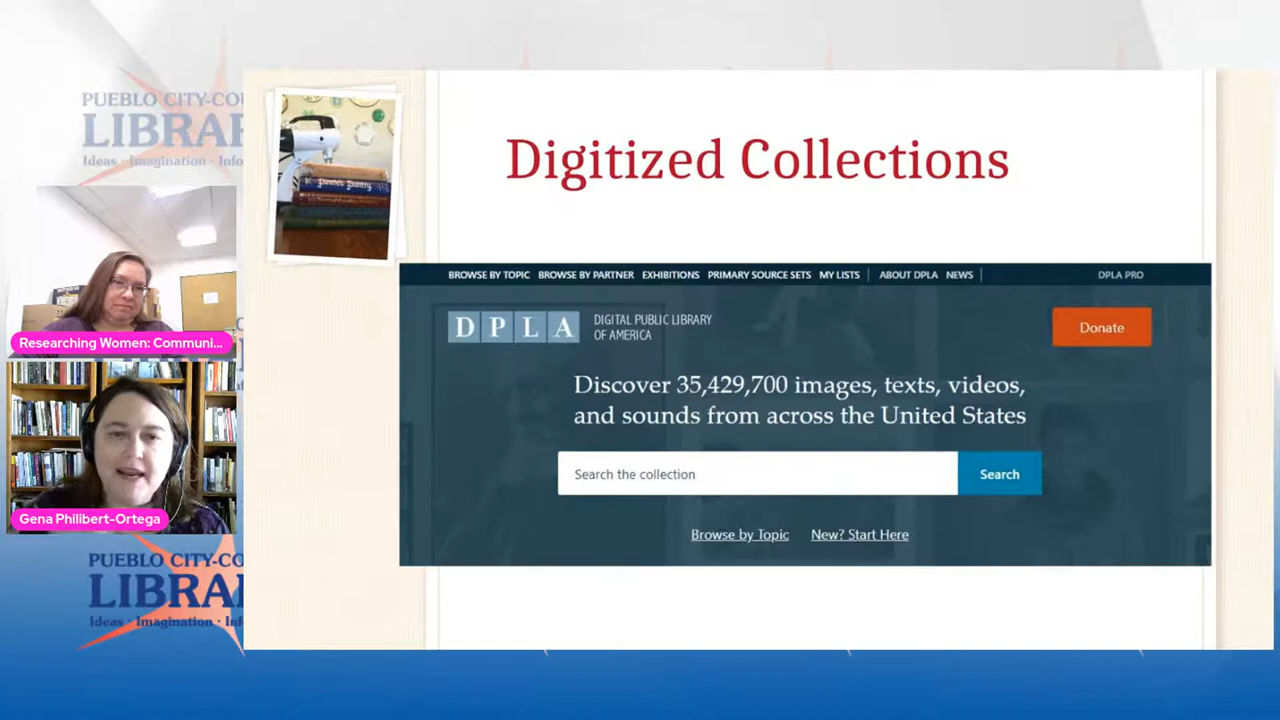 PUEBLO CITY-COU
LIBRAR
Ideas · Imagination · Info
Researching Women: Communi...
Gena Philibert-Ortega
PUEBLO CITY-CO
LIBRA
Ideas · Imagination · Inf
Digitized Collections
BROWSE BY TOPIC BROWSE BY PARTNER EXHIBITIONS PRIMARY SOURCE SETS MY LISTS ABOUT DPLA NEWS DPLA PRO
DPLA DIGITAL PUBLIC LIBRARY
OF AMERICA
Donate
Discover 35,429,700 images, texts, videos,
and sounds from across the United States
Search the collection Search
Browse by Topic New? Start Here